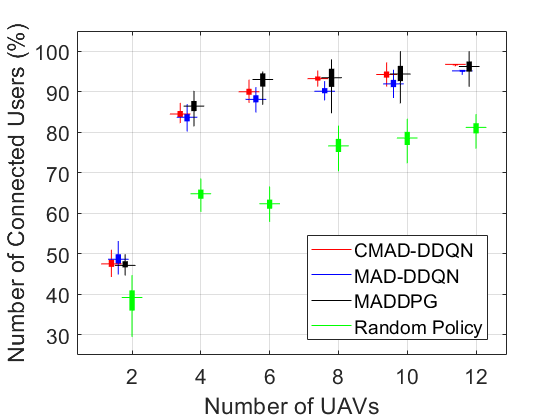 Number of Connected Users (%)
100
90
80
70
60
50
40
30
CMAD-DDQN
MAD-DDQN
MADDPG
Random Policy
2 4 6 8 10 12
Number of UAVs